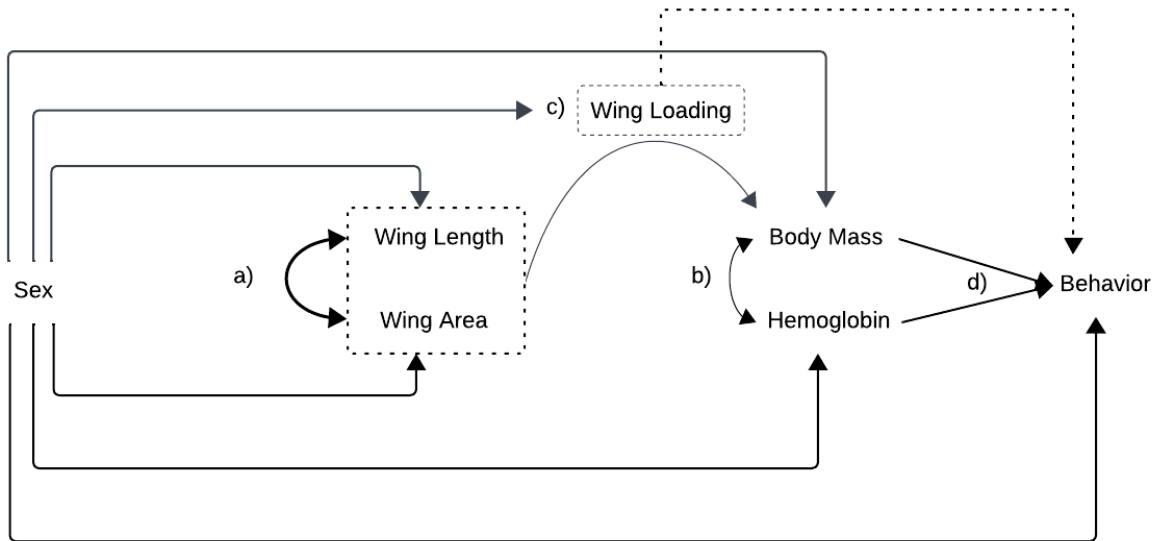 c)
Wing Loading
Wing Length
Body Mass
a)
b)
d)
Behavior
Sex
Wing Area
Hemoglobin